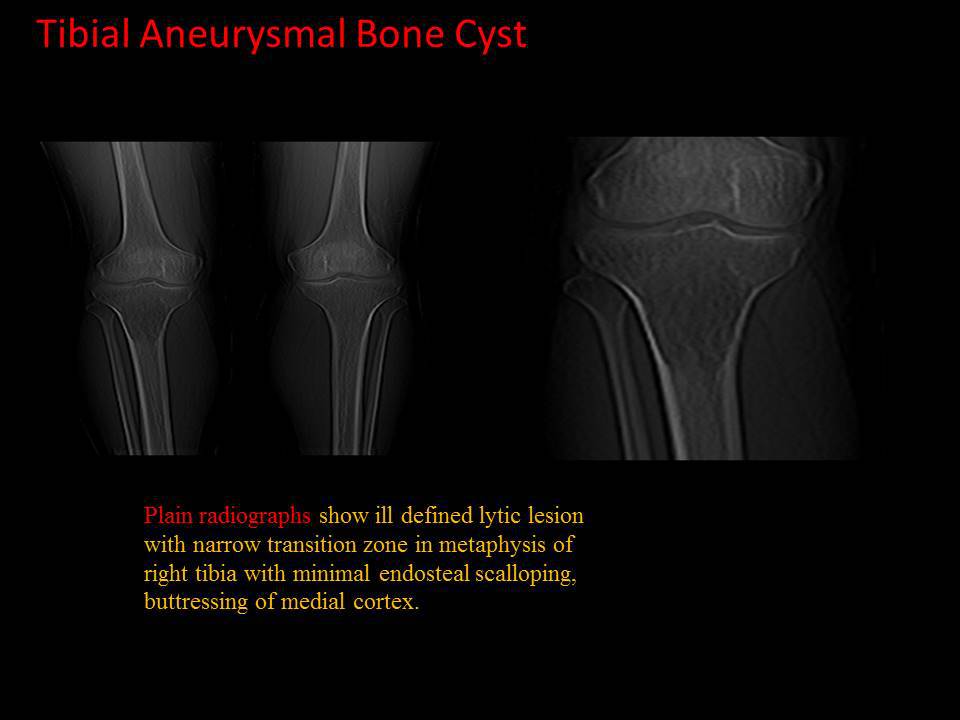 Tibial Aneurysmal Bone Cyst
Plain radiographs show ill defined lytic lesion
with narrow transition zone in metaphysis of
right tibia with minimal endosteal scalloping,
buttressing of medial cortex.